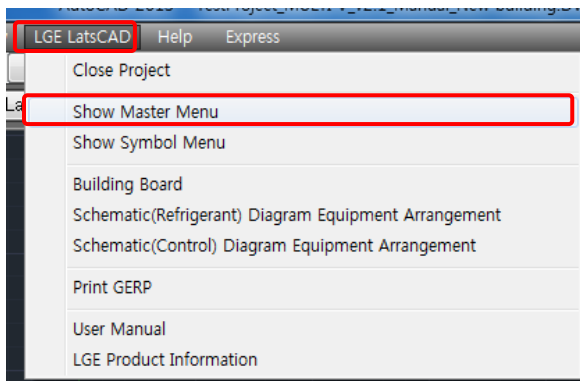 LGE LatsCAD Help Express
Close Project
Show Master Menu
Show Symbol Menu
Building Board
Schematic(Refrigerant) Diagram Equipment Arrangement
Schematic(Control) Diagram Equipment Arrangement
Print GERP
User Manual
LGE Product Information